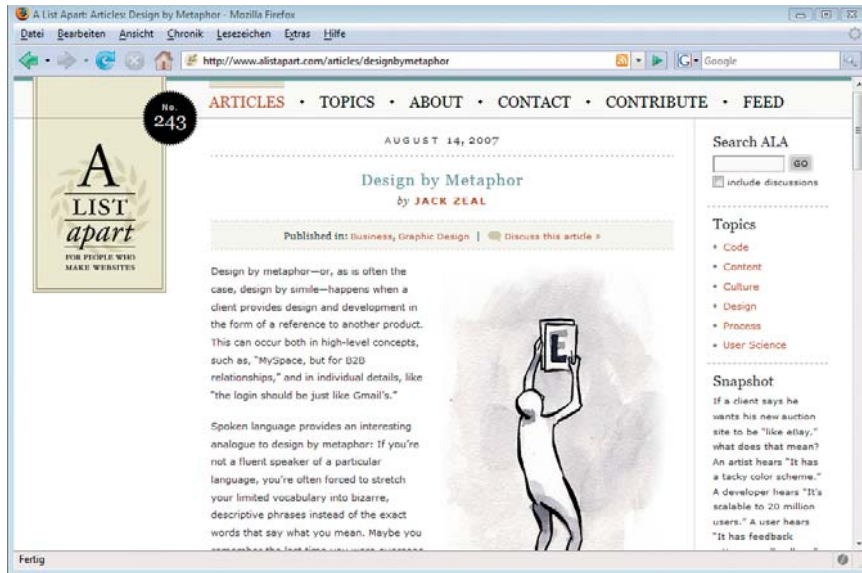 A List Apart: Articles: Design by Metaphor - Mozilla Firefox
Datei Bearbeiten Ansicht Chronik Lesezeichen Extras Hilfe
http://www.alistapart.com/articles/designbymetaphor
G Google
No.
243
A
LIST
apart
FOR PEOPLE WHO
MAKE WEBSITES
ARTICLES • TOPICS • ABOUT • CONTACT • CONTRIBUTE • FEED
AUGUST 14, 2007
Design by Metaphor
by JACK ZEAL
Published in: Business, Graphic Design | Discuss this article »
Design by metaphor—or, as is often the
case, design by simile—happens when a
client provides design and development in
the form of a reference to another product.
This can occur both in high-level concepts,
such as, "MySpace, but for B2B
relationships," and in individual details, like
"the login should be just like Gmail's."
Spoken language provides an interesting
analogue to design by metaphor: If you're
not a fluent speaker of a particular
language, you're often forced to stretch
your limited vocabulary into bizarre,
descriptive phrases instead of the exact
words that say what you mean. Maybe you
E
Search ALA
GO
include discussions
Topics
• Code
• Content
• Culture
• Design
• Process
• User Science
Snapshot
If a client says he
wants his new auction
site to be "like eBay,"
what does that mean?
An artist hears "It has
a tacky color scheme."
A developer hears "It's
scalable to 20 million
users." A user hears
"It has feedback
Fertig